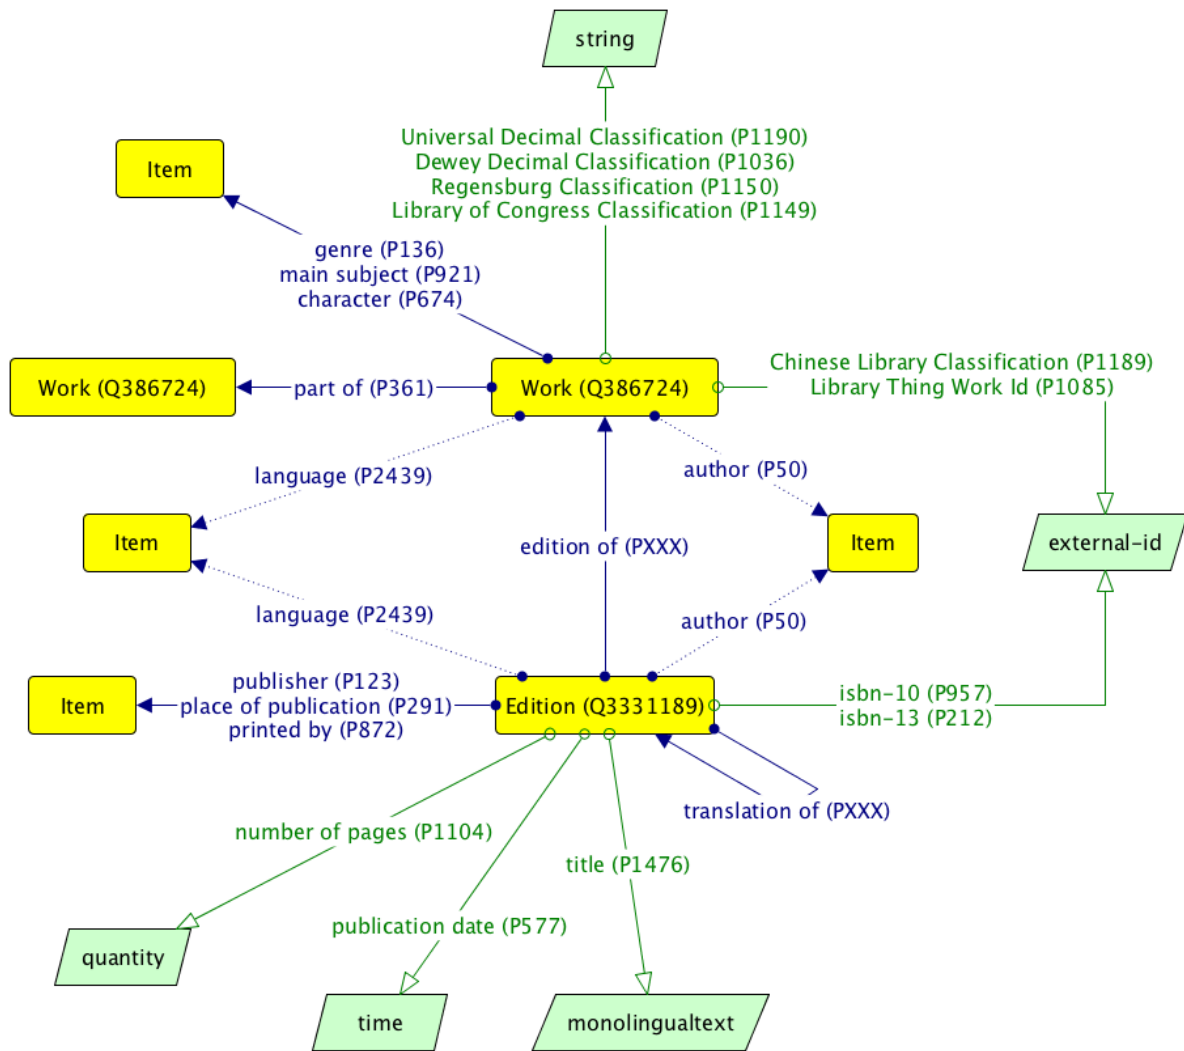 string
Universal Decimal Classification (P1190)
Dewey Decimal Classification (P1036)
Regensburg Classification (P1150)
Library of Congress Classification (P1149)
Item
genre (P136)
main subject (P921)
character (P674)
Work (Q386724)
part of (P361)
Work (Q386724)
Chinese Library Classification (P1189)
Library Thing Work Id (P1085)
language (P2439)
author (P50)
Item
edition of (PXXX)
Item
external-id
language (P2439)
author (P50)
Item
publisher (P123)
place of publication (P291)
printed by (P872)
Edition (Q3331189)
isbn-10 (P957)
isbn-13 (P212)
translation of (PXXX)
number of pages (P1104)
title (P1476)
publication date (P577)
quantity
time
monolingualtext